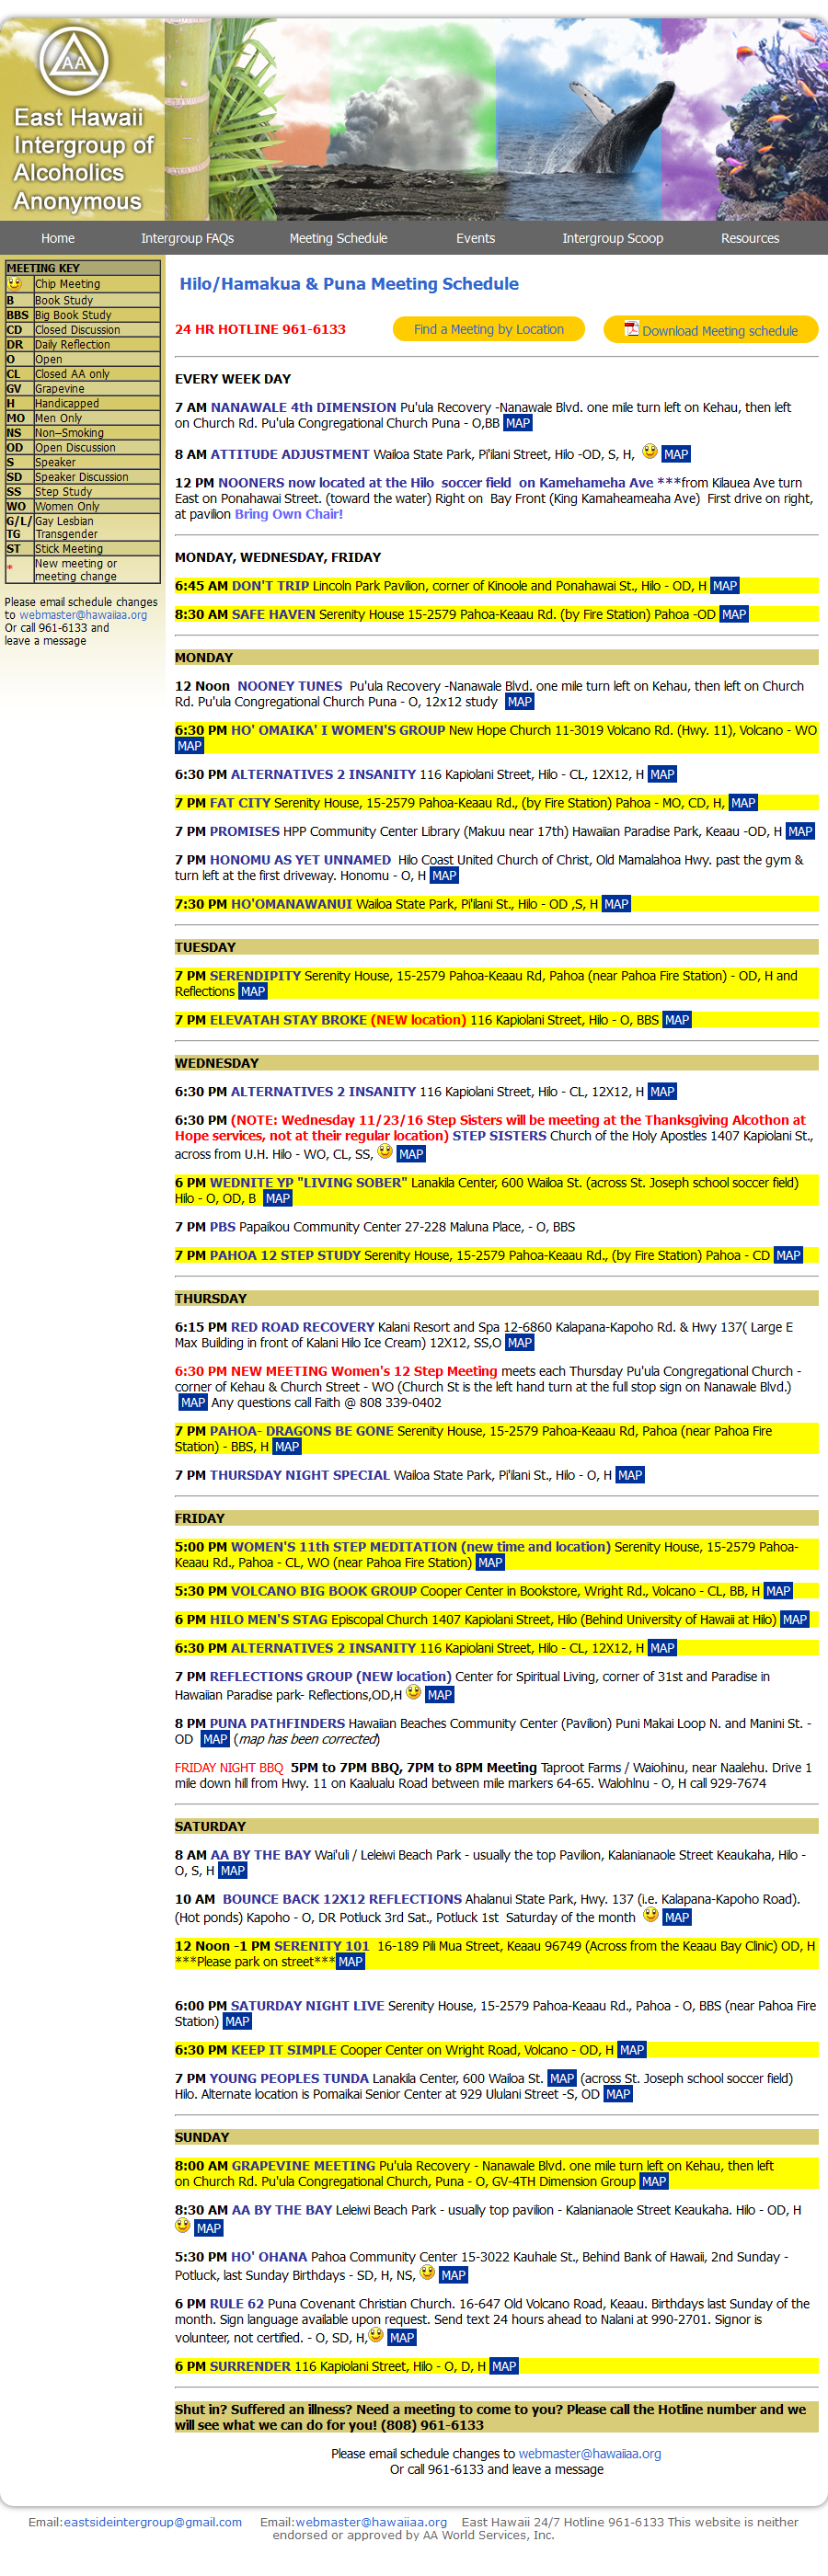 AA
East Hawaii
Intergroup of
Alcoholics
Anonymous
Home Intergroup FAQs Meeting Schedule Events Intergroup Scoop Resources
MEETING KEY
Chip Meeting
B Book Study
BBS Big Book Study
CD Closed Discussion
DR Daily Reflection
O Open
CL Closed AA only
GV Grapevine
H Handicapped
MO Men Only
NS Non–Smoking
OD Open Discussion
S Speaker
SD Speaker Discussion
SS Step Study
WO Women Only
G/L/ Gay Lesbian
TG Transgender
ST Stick Meeting
* New meeting or
meeting change
Please email schedule changes
to webmaster@hawaiiaa.org
Or call 961-6133 and
leave a message
Hilo/Hamakua & Puna Meeting Schedule
24 HR HOTLINE 961-6133 Find a Meeting by Location Download Meeting schedule
EVERY WEEK DAY
7 AM NANAWALE 4th DIMENSION Pu'ula Recovery -Nanawale Blvd. one mile turn left on Kehau, then left
on Church Rd. Pu'ula Congregational Church Puna - O,BB MAP
8 AM ATTITUDE ADJUSTMENT Wailoa State Park, Pi'ilani Street, Hilo -OD, S, H, MAP
12 PM NOONERS now located at the Hilo soccer field on Kamehameha Ave ***from Kilauea Ave turn
East on Ponahawai Street. (toward the water) Right on Bay Front (King Kamaheameaha Ave) First drive on right,
at pavilion Bring Own Chair!
MONDAY, WEDNESDAY, FRIDAY
6:45 AM DON'T TRIP Lincoln Park Pavilion, corner of Kinoole and Ponahawai St., Hilo - OD, H MAP
8:30 AM SAFE HAVEN Serenity House 15-2579 Pahoa-Keaau Rd. (by Fire Station) Pahoa -OD MAP
MONDAY
12 Noon NOONEY TUNES Pu'ula Recovery -Nanawale Blvd. one mile turn left on Kehau, then left on Church
Rd. Pu'ula Congregational Church Puna - O, 12x12 study MAP
6:30 PM HO' OMAIKA' I WOMEN'S GROUP New Hope Church 11-3019 Volcano Rd. (Hwy. 11), Volcano - WO
MAP
6:30 PM ALTERNATIVES 2 INSANITY 116 Kapiolani Street, Hilo - CL, 12X12, H MAP
7 PM FAT CITY Serenity House, 15-2579 Pahoa-Keaau Rd., (by Fire Station) Pahoa - MO, CD, H, MAP
7 PM PROMISES HPP Community Center Library (Makuu near 17th) Hawaiian Paradise Park, Keaau -OD, H MAP
7 PM HONOMU AS YET UNNAMED Hilo Coast United Church of Christ, Old Mamalahoa Hwy. past the gym &
turn left at the first driveway. Honomu - O, H MAP
7:30 PM HO'OMANAWANUI Wailoa State Park, Pi'ilani St., Hilo - OD ,S, H MAP
TUESDAY
7 PM SERENDIPITY Serenity House, 15-2579 Pahoa-Keaau Rd, Pahoa (near Pahoa Fire Station) - OD, H and
Reflections MAP
7 PM ELEVATAH STAY BROKE (NEW location) 116 Kapiolani Street, Hilo - O, BBS MAP
WEDNESDAY
6:30 PM ALTERNATIVES 2 INSANITY 116 Kapiolani Street, Hilo - CL, 12X12, H MAP
6:30 PM (NOTE: Wednesday 11/23/16 Step Sisters will be meeting at the Thanksgiving Alcothon at
Hope services, not at their regular location) STEP SISTERS Church of the Holy Apostles 1407 Kapiolani St.,
across from U.H. Hilo - WO, CL, SS, MAP
6 PM WEDNITE YP "LIVING SOBER" Lanakila Center, 600 Wailoa St. (across St. Joseph school soccer field)
Hilo - O, OD, B MAP
7 PM PBS Papaikou Community Center 27-228 Maluna Place, - O, BBS
7 PM PAHOA 12 STEP STUDY Serenity House, 15-2579 Pahoa-Keaau Rd., (by Fire Station) Pahoa - CD MAP
THURSDAY
6:15 PM RED ROAD RECOVERY Kalani Resort and Spa 12-6860 Kalapana-Kapoho Rd. & Hwy 137( Large E
Max Building in front of Kalani Hilo Ice Cream) 12X12, SS,O MAP
6:30 PM NEW MEETING Women's 12 Step Meeting meets each Thursday Pu'ula Congregational Church -
corner of Kehau & Church Street - WO (Church St is the left hand turn at the full stop sign on Nanawale Blvd.)
MAP Any questions call Faith @ 808 339-0402
7 PM PAHOA- DRAGONS BE GONE Serenity House, 15-2579 Pahoa-Keaau Rd, Pahoa (near Pahoa Fire
Station) - BBS, H MAP
7 PM THURSDAY NIGHT SPECIAL Wailoa State Park, Pi'ilani St., Hilo - O, H MAP
FRIDAY
5:00 PM WOMEN'S 11th STEP MEDITATION (new time and location) Serenity House, 15-2579 Pahoa-
Keaau Rd., Pahoa - CL, WO (near Pahoa Fire Station) MAP
5:30 PM VOLCANO BIG BOOK GROUP Cooper Center in Bookstore, Wright Rd., Volcano - CL, BB, H MAP
6 PM HILO MEN'S STAG Episcopal Church 1407 Kapiolani Street, Hilo (Behind University of Hawaii at Hilo) MAP
6:30 PM ALTERNATIVES 2 INSANITY 116 Kapiolani Street, Hilo - CL, 12X12, H MAP
7 PM REFLECTIONS GROUP (NEW location) Center for Spiritual Living, corner of 31st and Paradise in
Hawaiian Paradise park- Reflections,OD,H MAP
8 PM PUNA PATHFINDERS Hawaiian Beaches Community Center (Pavilion) Puni Makai Loop N. and Manini St. -
OD MAP (map has been corrected)
FRIDAY NIGHT BBQ 5PM to 7PM BBQ, 7PM to 8PM Meeting Taproot Farms / Waiohinu, near Naalehu. Drive 1
mile down hill from Hwy. 11 on Kaalualu Road between mile markers 64-65. Walohlnu - O, H call 929-7674
SATURDAY
8 AM AA BY THE BAY Wai'uli / Leleiwi Beach Park - usually the top Pavilion, Kalanianaole Street Keaukaha, Hilo -
O, S, H MAP
10 AM BOUNCE BACK 12X12 REFLECTIONS Ahalanui State Park, Hwy. 137 (i.e. Kalapana-Kapoho Road).
(Hot ponds) Kapoho - O, DR Potluck 3rd Sat., Potluck 1st Saturday of the month MAP
12 Noon -1 PM SERENITY 101 16-189 Pili Mua Street, Keaau 96749 (Across from the Keaau Bay Clinic) OD, H
***Please park on street***MAP
6:00 PM SATURDAY NIGHT LIVE Serenity House, 15-2579 Pahoa-Keaau Rd., Pahoa - O, BBS (near Pahoa Fire
Station) MAP
6:30 PM KEEP IT SIMPLE Cooper Center on Wright Road, Volcano - OD, H MAP
7 PM YOUNG PEOPLES TUNDA Lanakila Center, 600 Wailoa St. MAP (across St. Joseph school soccer field)
Hilo. Alternate location is Pomaikai Senior Center at 929 Ululani Street -S, OD MAP
SUNDAY
8:00 AM GRAPEVINE MEETING Pu'ula Recovery - Nanawale Blvd. one mile turn left on Kehau, then left
on Church Rd. Pu'ula Congregational Church, Puna - O, GV-4TH Dimension Group MAP
8:30 AM AA BY THE BAY Leleiwi Beach Park - usually top pavilion - Kalanianaole Street Keaukaha. Hilo - OD, H
MAP
5:30 PM HO' OHANA Pahoa Community Center 15-3022 Kauhale St., Behind Bank of Hawaii, 2nd Sunday -
Potluck, last Sunday Birthdays - SD, H, NS, MAP
6 PM RULE 62 Puna Covenant Christian Church. 16-647 Old Volcano Road, Keaau. Birthdays last Sunday of the
month. Sign language available upon request. Send text 24 hours ahead to Nalani at 990-2701. Signor is
volunteer, not certified. - O, SD, H, MAP
6 PM SURRENDER 116 Kapiolani Street, Hilo - O, D, H MAP
Shut in? Suffered an illness? Need a meeting to come to you? Please call the Hotline number and we
will see what we can do for you! (808) 961-6133
Please email schedule changes to webmaster@hawaiiaa.org
Or call 961-6133 and leave a message
Email:eastsideintergroup@gmail.com Email:webmaster@hawaiiaa.org East Hawaii 24/7 Hotline 961-6133 This website is neither
endorsed or approved by AA World Services, Inc.